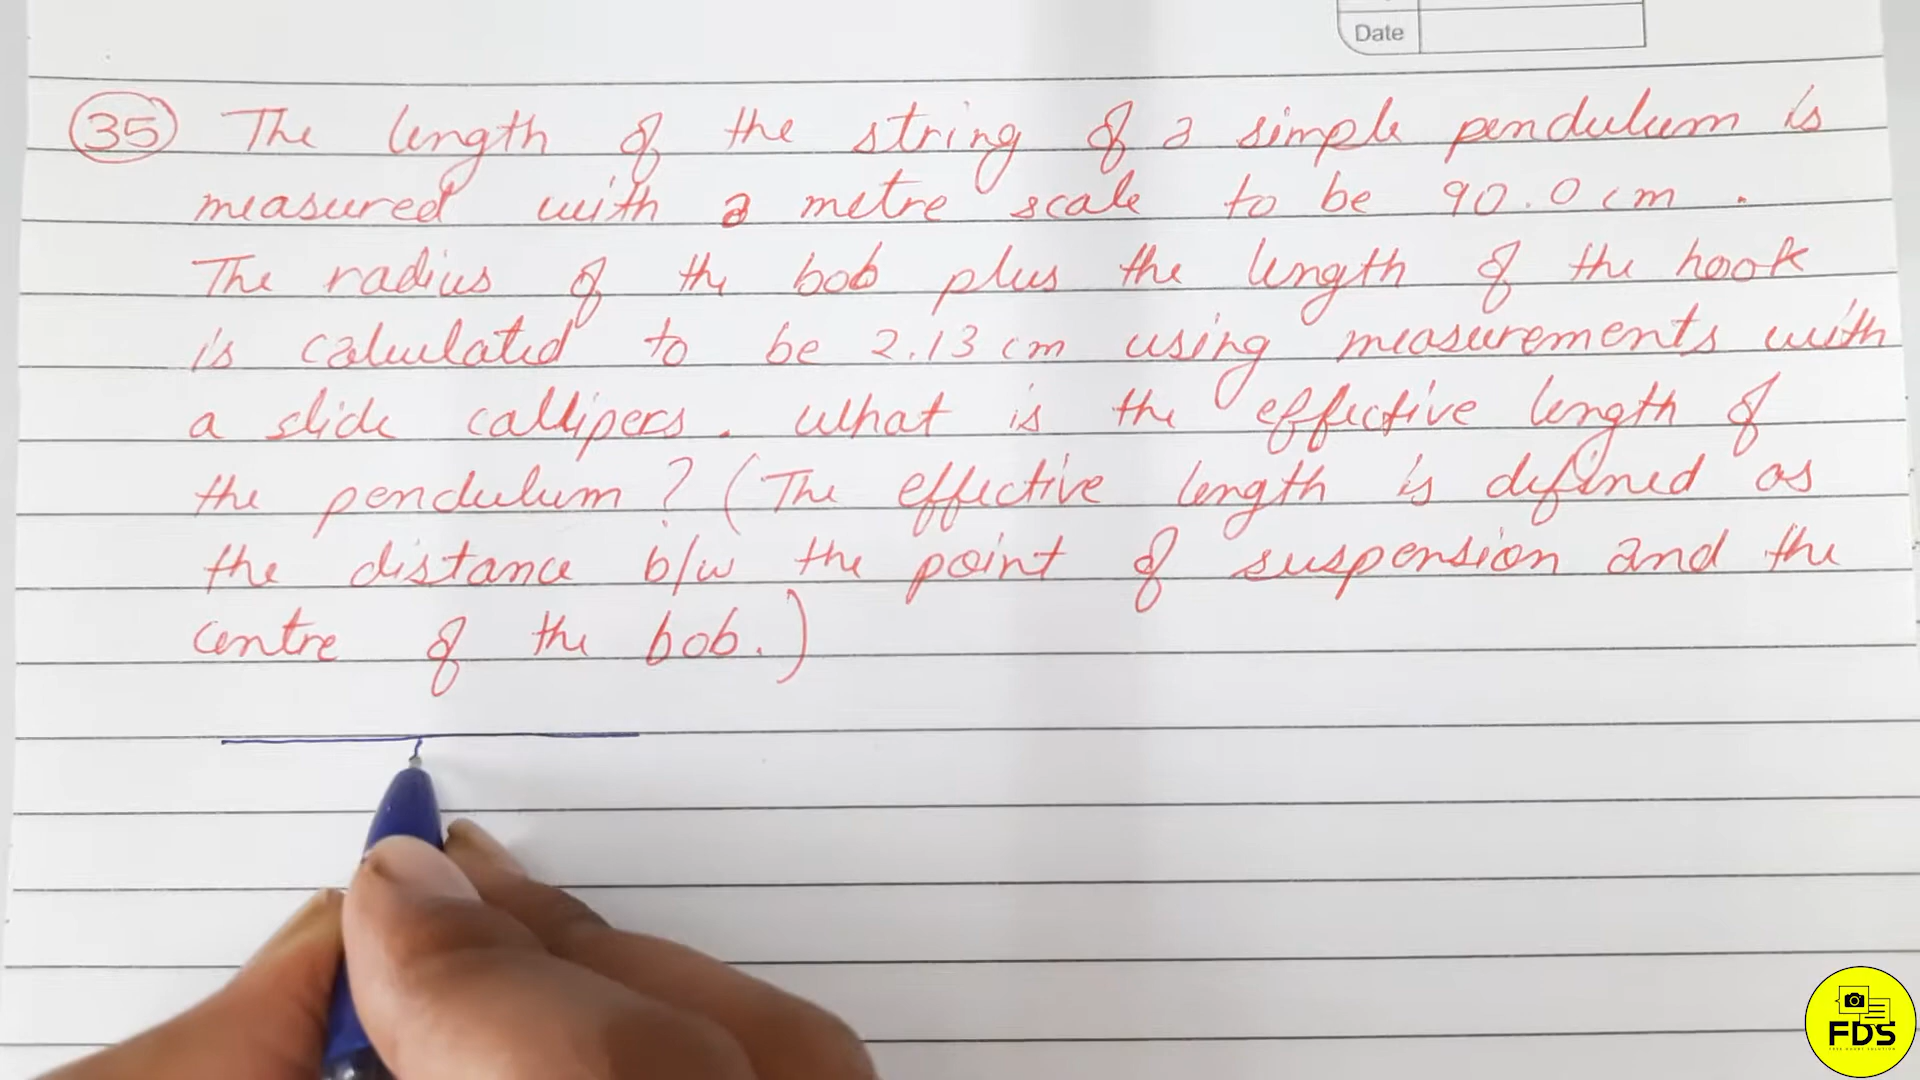 Date
35 The length of the string of a simple pendulum is
measured with a metre scale to be 90.0 cm .
The radius of the bob plus the length of the hook
is calculated to be 2.13 cm using measurements with
a slide callipers. What is the effective length of
the pendulum ? (The effective length is defined as
the distance b/w the point of suspension and the
centre of the bob.)
FDS